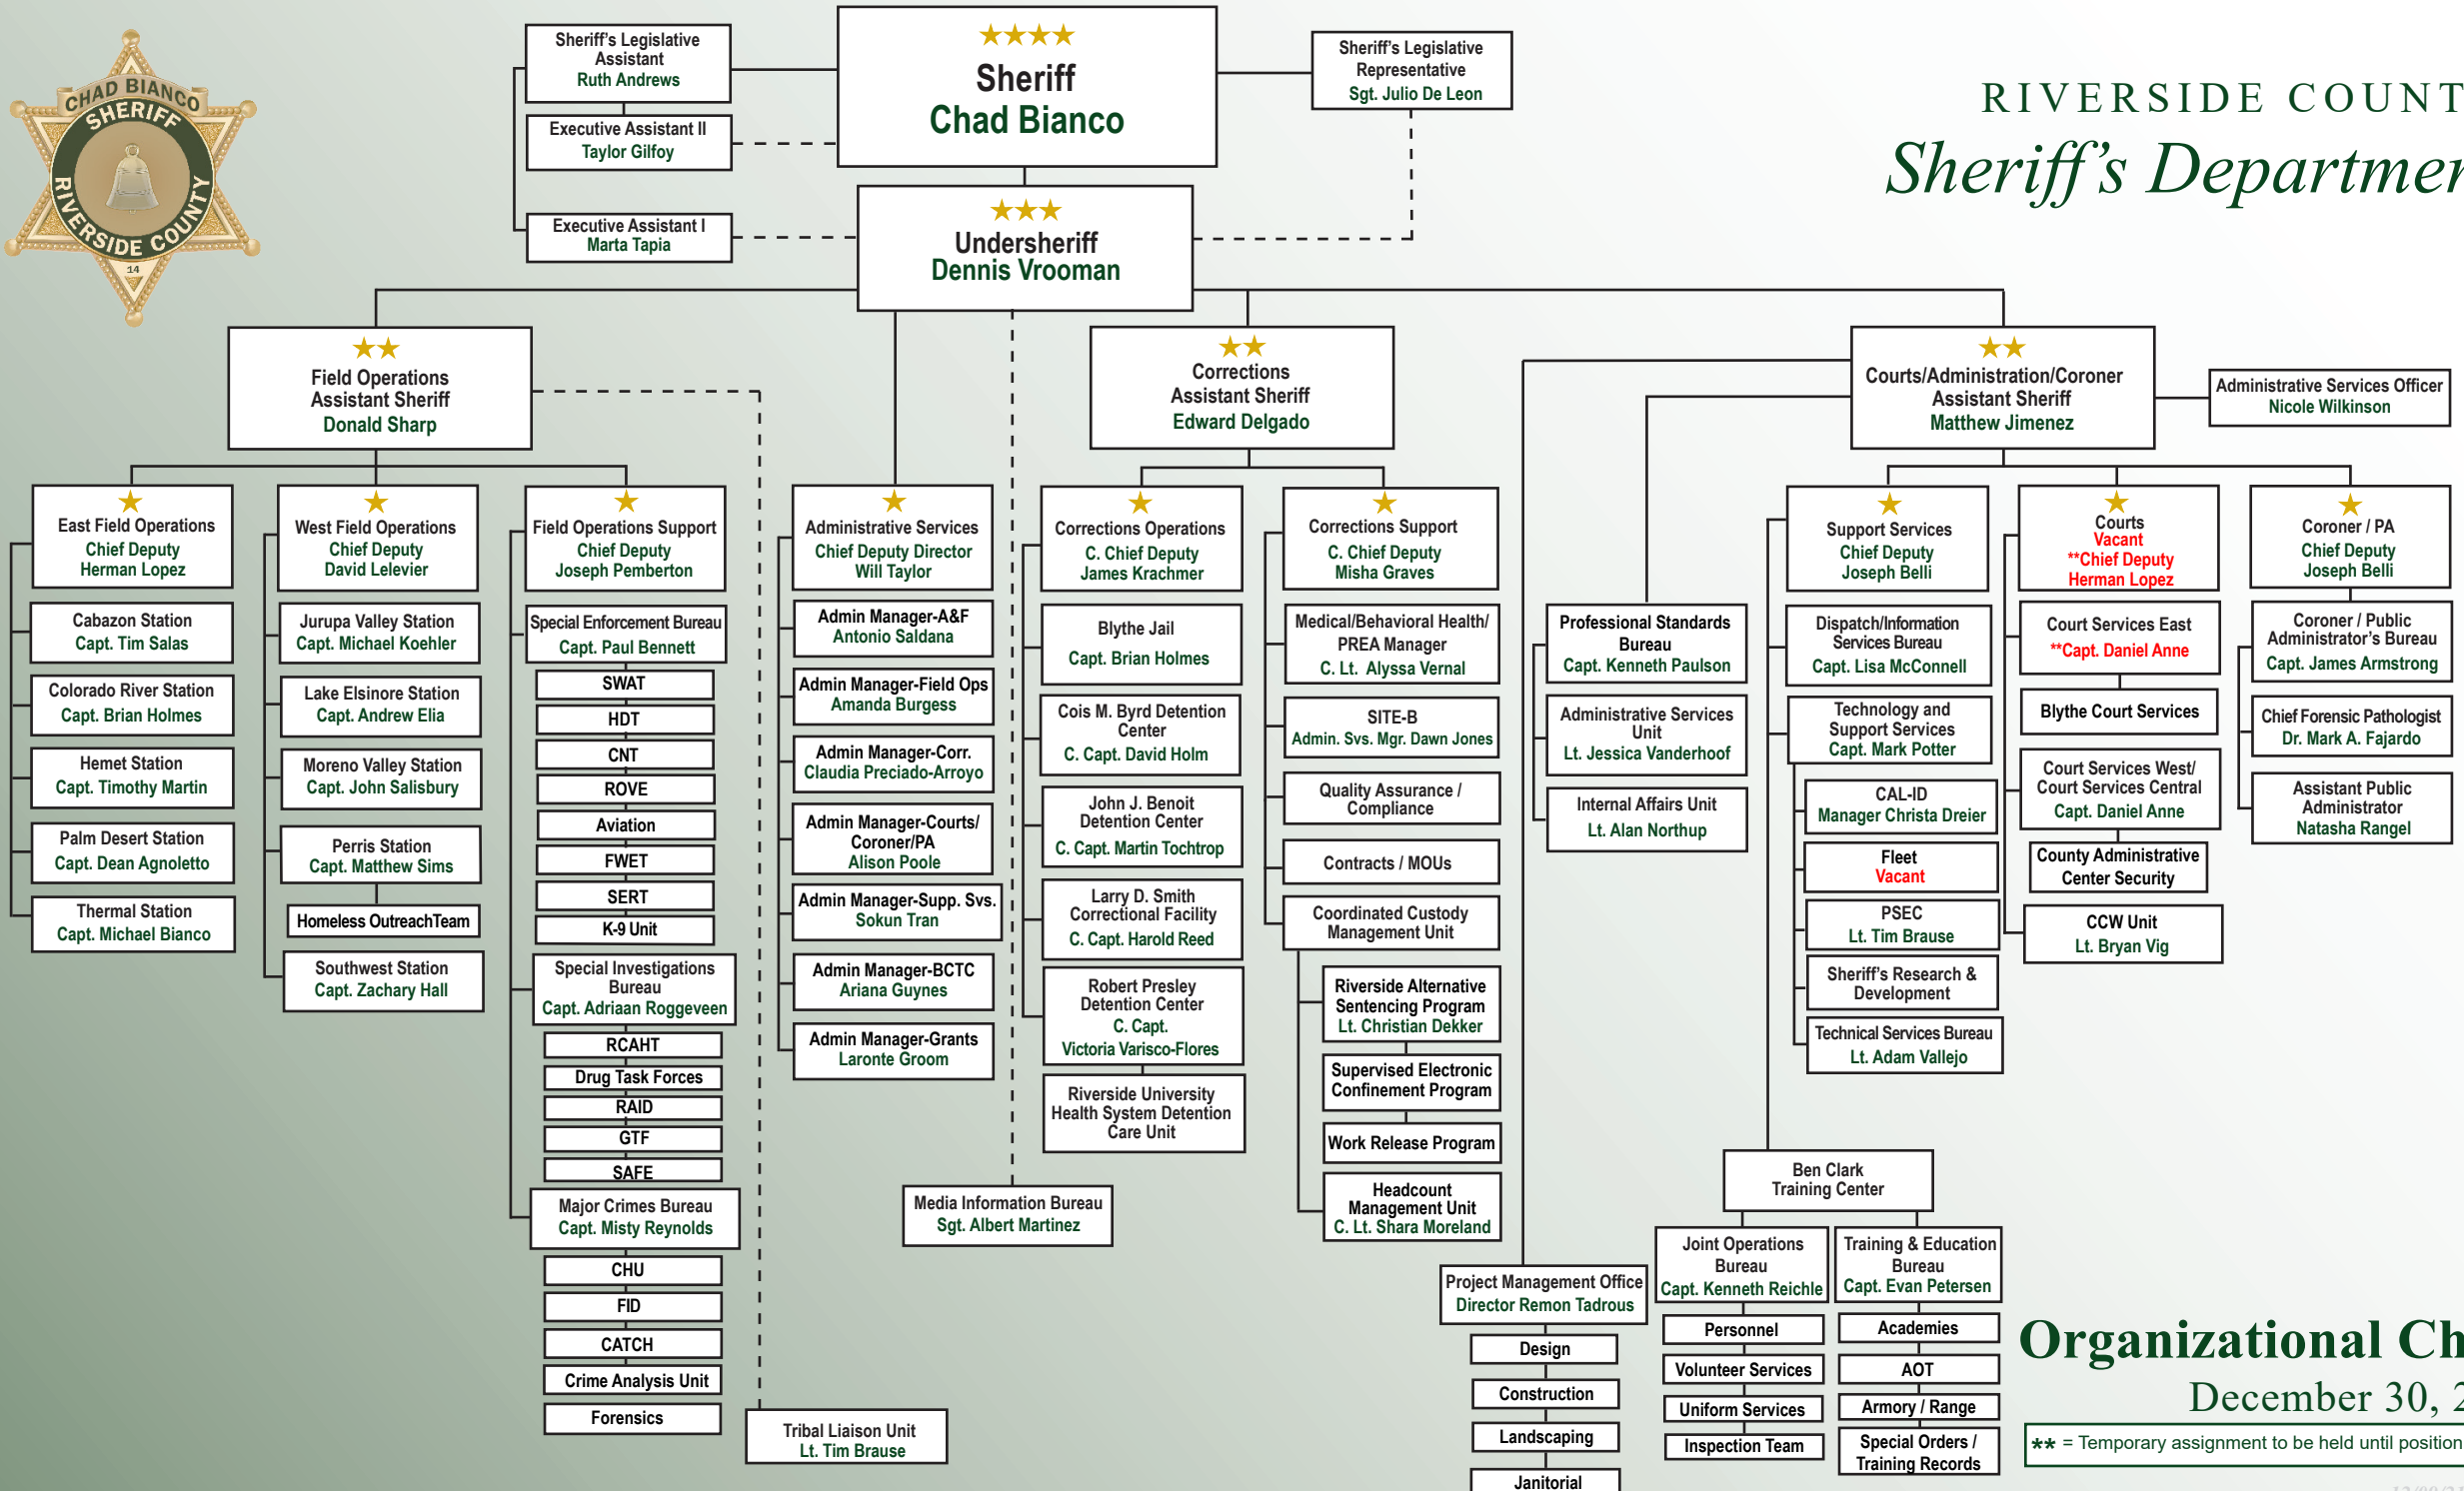 CHAD BIANCO
SHERIFF
RIVERSIDE COUNTY
14
Sheriff's Legislative
Assistant
Ruth Andrews
Executive Assistant II
Taylor Gilfoy
Executive Assistant I
Marta Tapia
Sheriff
Chad Bianco
Undersheriff
Dennis Vrooman
Sheriff's Legislative
Representative
Sgt. Julio De Leon
RIVERSIDE COUNT
Sheriff's Departmen
Field Operations
Assistant Sheriff
Donald Sharp
Corrections
Assistant Sheriff
Edward Delgado
Courts/Administration/Coroner
Assistant Sheriff
Matthew Jimenez
Administrative Services Officer
Nicole Wilkinson
East Field Operations
Chief Deputy
Herman Lopez
Cabazon Station
Capt. Tim Salas
Colorado River Station
Capt. Brian Holmes
Hemet Station
Capt. Timothy Martin
Palm Desert Station
Capt. Dean Agnoletto
Thermal Station
Capt. Michael Bianco
West Field Operations
Chief Deputy
David Lelevier
Jurupa Valley Station
Capt. Michael Koehler
Lake Elsinore Station
Capt. Andrew Elia
Moreno Valley Station
Capt. John Salisbury
Perris Station
Capt. Matthew Sims
Homeless OutreachTeam
Southwest Station
Capt. Zachary Hall
Field Operations Support
Chief Deputy
Joseph Pemberton
Special Enforcement Bureau
Capt. Paul Bennett
SWAT
HDT
CNT
ROVE
Aviation
FWET
SERT
K-9 Unit
Special Investigations
Bureau
Capt. Adriaan Roggeveen
RCAHT
Drug Task Forces
RAID
GTF
SAFE
Major Crimes Bureau
Capt. Misty Reynolds
CHU
FID
CATCH
Crime Analysis Unit
Forensics
Tribal Liaison Unit
Lt. Tim Brause
Administrative Services
Chief Deputy Director
Will Taylor
Admin Manager-A&F
Antonio Saldana
Admin Manager-Field Ops
Amanda Burgess
Admin Manager-Corr.
Claudia Preciado-Arroyo
Admin Manager-Courts/
Coroner/PA
Alison Poole
Admin Manager-Supp. Svs.
Sokun Tran
Admin Manager-BCTC
Ariana Guynes
Admin Manager-Grants
Laronte Groom
Media Information Bureau
Sgt. Albert Martinez
Corrections Operations
C. Chief Deputy
James Krachmer
Blythe Jail
Capt. Brian Holmes
Cois M. Byrd Detention
Center
C. Capt. David Holm
John J. Benoit
Detention Center
C. Capt. Martin Tochtrop
Larry D. Smith
Correctional Facility
C. Capt. Harold Reed
Robert Presley
Detention Center
C. Capt.
Victoria Varisco-Flores
Riverside University
Health System Detention
Care Unit
Corrections Support
C. Chief Deputy
Misha Graves
Medical/Behavioral Health/
PREA Manager
C. Lt. Alyssa Vernal
SITE-B
Admin. Svs. Mgr. Dawn Jones
Quality Assurance /
Compliance
Contracts / MOUs
Coordinated Custody
Management Unit
Riverside Alternative
Sentencing Program
Lt. Christian Dekker
Supervised Electronic
Confinement Program
Work Release Program
Headcount
Management Unit
C. Lt. Shara Moreland
Project Management Office
Director Remon Tadrous
Design
Construction
Landscaping
Janitorial
Professional Standards
Bureau
Capt. Kenneth Paulson
Administrative Services
Unit
Lt. Jessica Vanderhoof
Internal Affairs Unit
Lt. Alan Northup
Support Services
Chief Deputy
Joseph Belli
Dispatch/Information
Services Bureau
Capt. Lisa McConnell
Technology and
Support Services
Capt. Mark Potter
CAL-ID
Manager Christa Dreier
Fleet
Vacant
PSEC
Lt. Tim Brause
Sheriff's Research &
Development
Technical Services Bureau
Lt. Adam Vallejo
Ben Clark
Training Center
Joint Operations
Bureau
Capt. Kenneth Reichle
Personnel
Volunteer Services
Uniform Services
Inspection Team
Training & Education
Bureau
Capt. Evan Petersen
Academies
AOT
Armory / Range
Special Orders /
Training Records
Courts
Vacant
**Chief Deputy
Herman Lopez
Court Services East
**Capt. Daniel Anne
Blythe Court Services
Court Services West/
Court Services Central
Capt. Daniel Anne
County Administrative
Center Security
CCW Unit
Lt. Bryan Vig
Coroner / PA
Chief Deputy
Joseph Belli
Coroner / Public
Administrator's Bureau
Capt. James Armstrong
Chief Forensic Pathologist
Dr. Mark A. Fajardo
Assistant Public
Administrator
Natasha Rangel
Organizational Ch
December 30, 2
** = Temporary assignment to be held until position